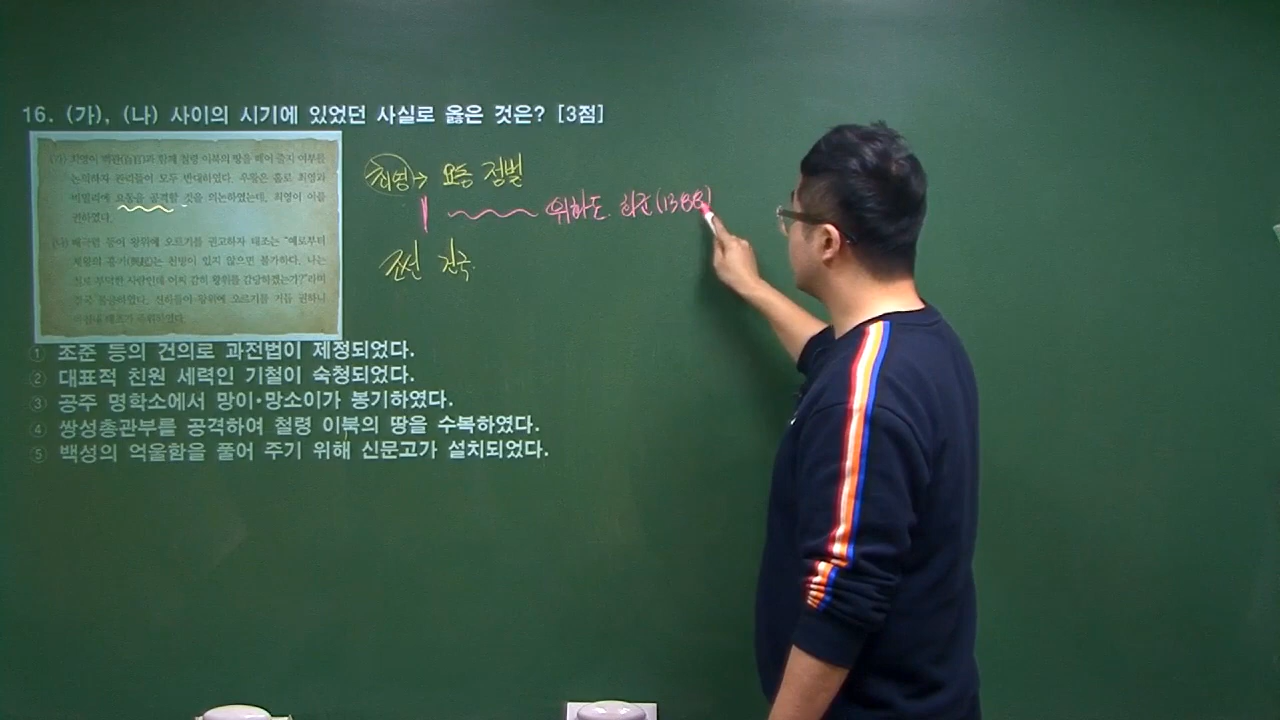 16. (가), (나) 사이의 시기에 있었던 사실로 옳은 것은? [3점]
(가) 최영이 백관(百官)과 함께 철령 이북의 땅을 떼어 줄지 여부를
논의하자 관리들이 모두 반대하였다. 우왕은 홀로 최영과
비밀리에 요동을 공격할 것을 의논하였는데, 최영이 이를
권하였다.
(나) 배극렴 등이 왕위에 오르기를 권고하자 태조는 "예로부터
제왕의 흥기(興起)는 천명이 있지 않으면 불가하다. 나는
실로 부덕한 사람인데 어찌 감히 왕위를 감당하겠는가?"라며
결국 불응하였다. 신하들이 왕위에 오르기를 거듭 권하니
마침내 태조가 즉위하였다.
최영→ 요동 정벌
위화도 회군(1388)
조선 건국.
① 조준 등의 건의로 과전법이 제정되었다.
② 대표적 친원 세력인 기철이 숙청되었다.
③ 공주 명학소에서 망이·망소이가 봉기하였다.
④ 쌍성총관부를 공격하여 철령 이북의 땅을 수복하였다.
⑤ 백성의 억울함을 풀어 주기 위해 신문고가 설치되었다.